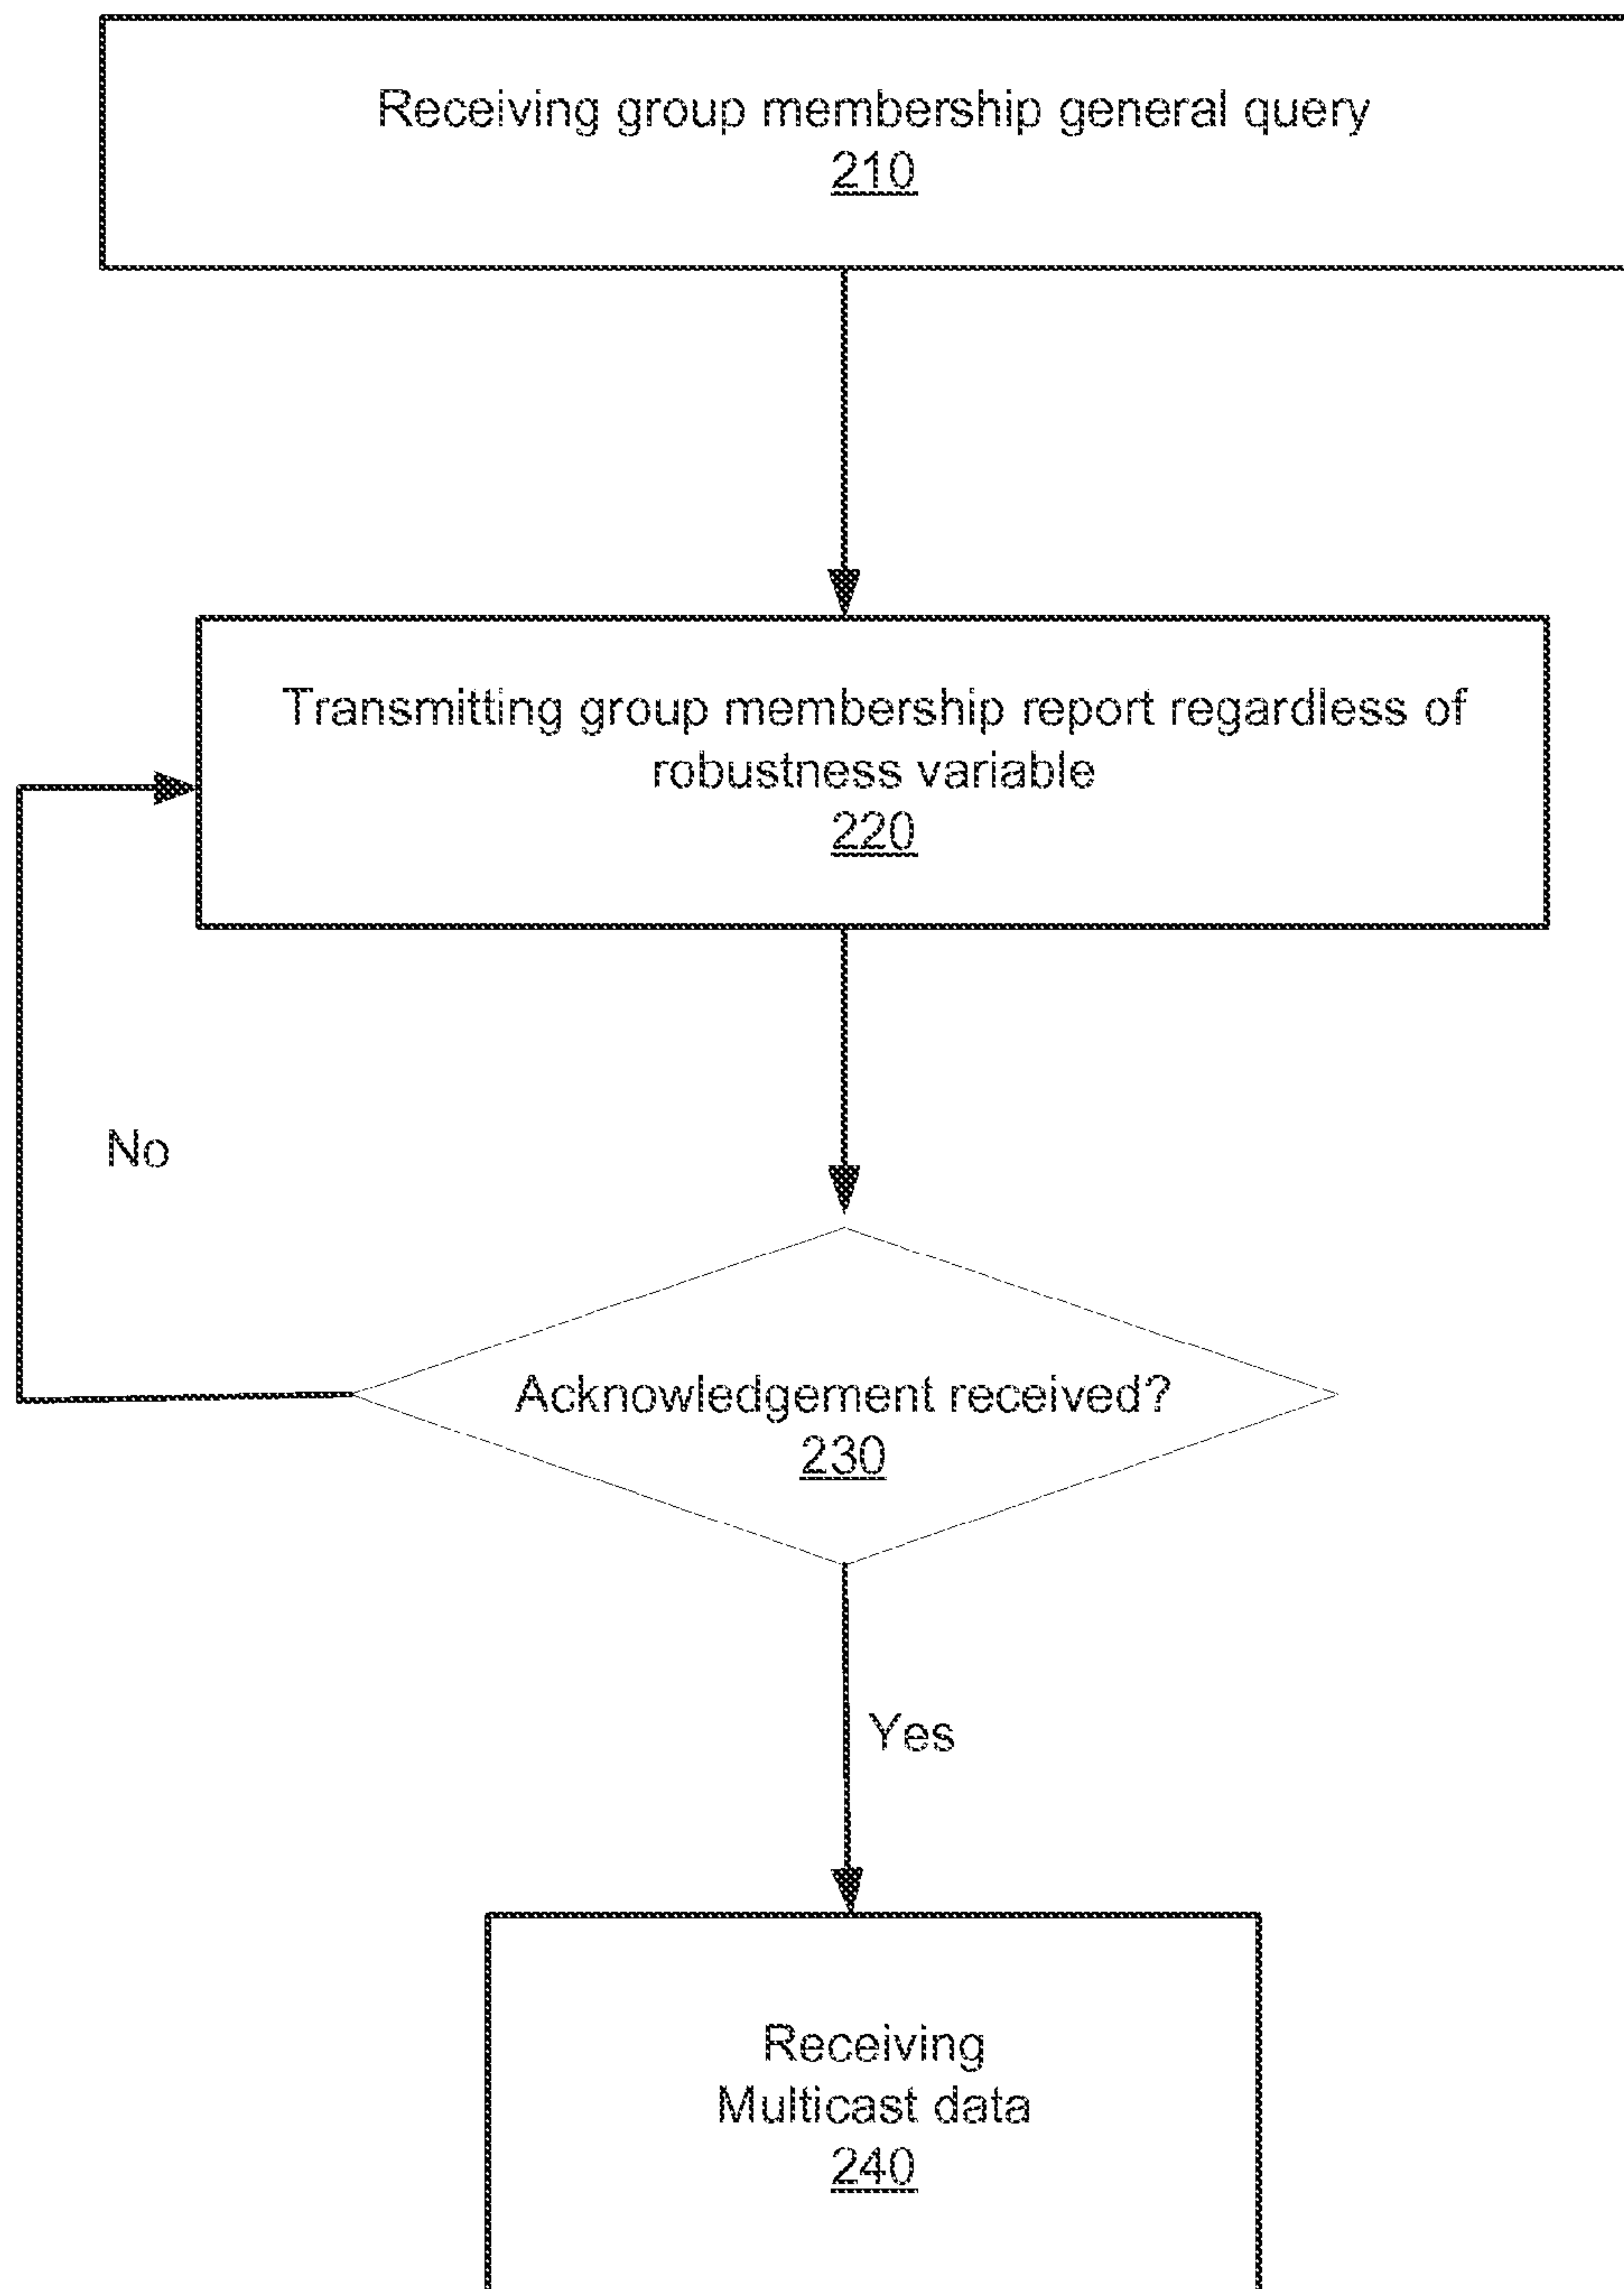 Receiving group membership general query
210
Transmitting group membership report regardless of
robustness variable
220
No
Acknowledgement received?
230
Yes
Receiving
Multicast data
240